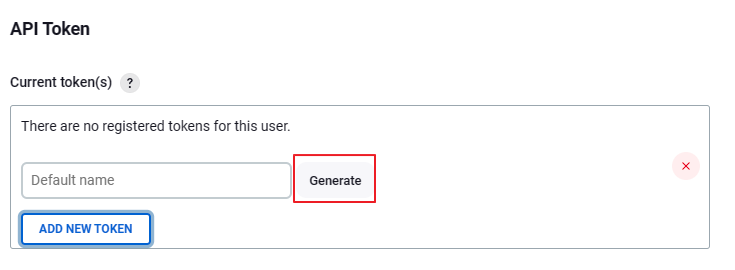 API Token
Current token(s) ?
There are no registered tokens for this user.
Default name Generate
ADD NEW TOKEN